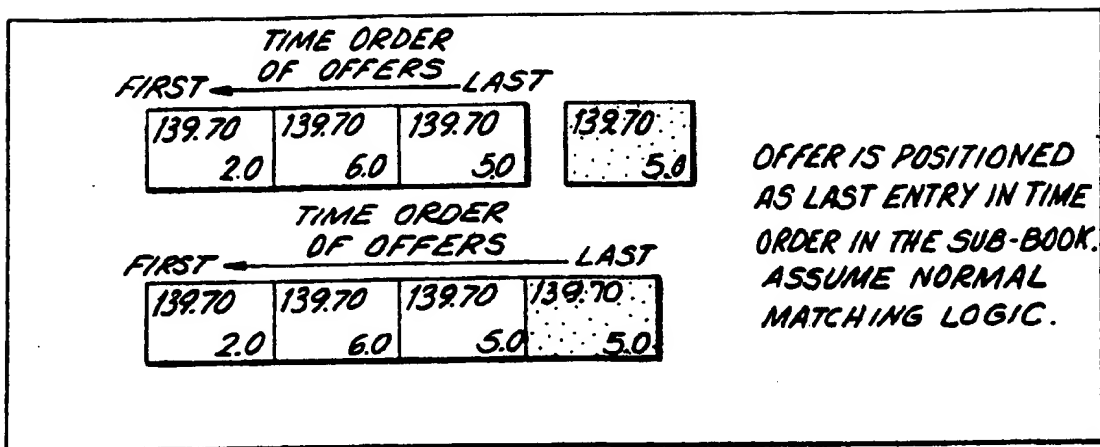 TIME ORDER
OF OFFERS
FIRST LAST
139.70 139.70 139.70 139.70
2.0 6.0 5.0 5.0
TIME ORDER
OF OFFERS
FIRST LAST
139.70 139.70 139.70 139.70
2.0 6.0 5.0 5.0
OFFER IS POSITIONED
AS LAST ENTRY IN TIME
ORDER IN THE SUB-BOOK.
ASSUME NORMAL
MATCHING LOGIC.